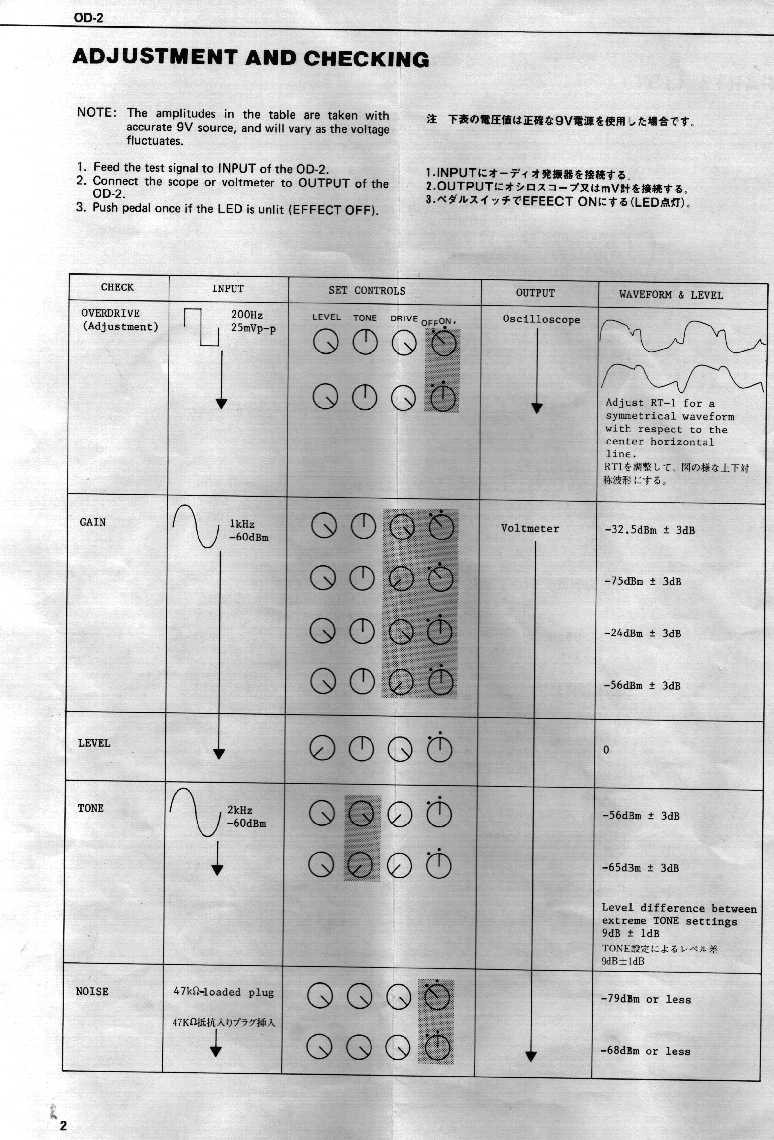 OD-2
ADJUSTMENT AND CHECKING
NOTE: The amplitudes in the table are taken with
accurate 9V source, and will vary as the voltage
fluctuates.
1. Feed the test signal to INPUT of the OD-2.
2. Connect the scope or voltmeter to OUTPUT of the
OD-2.
3. Push pedal once if the LED is unlit (EFFECT OFF).
注 下表の電圧値は正確な9V電源を使用した場合です。
1.INPUTにオーディオ発振器を接続する.
2.OUTPUTにオシロスコープ又はmV計を接続する。
3.ペダルスイッチでEFEECT ONにする(LED点灯)。
CHECK INPUT SET CONTROLS OUTPUT WAVEFORM & LEVEL
OVERDRIVE
(Adjustment)
200Hz
25mVp-p
LEVEL TONE DRIVE OFF ON.
Oscilloscope
Adjust RT-1 for a
symmetrical waveform
with respect to the
center horizontal
line.
RT1を調整して、図の様な上下対
称波形にする。
GAIN
1kHz
-60dBm
Voltmeter
-32.5dBm ± 3dB
-75dBm ± 3dB
-24dBm ± 3dB
-56dBm ± 3dB
LEVEL
0
TONE
2kHz
-60dBm
-56dBm ± 3dB
-65dBm ± 3dB
Level difference between
extreme TONE settings
9dB ± 1dB
TONE設定によるレベル差
9dB±1dB
NOISE
47kΩ-loaded plug
47KΩ抵抗入りプラグ挿入
-79dBm or less
-68dBm or less
2